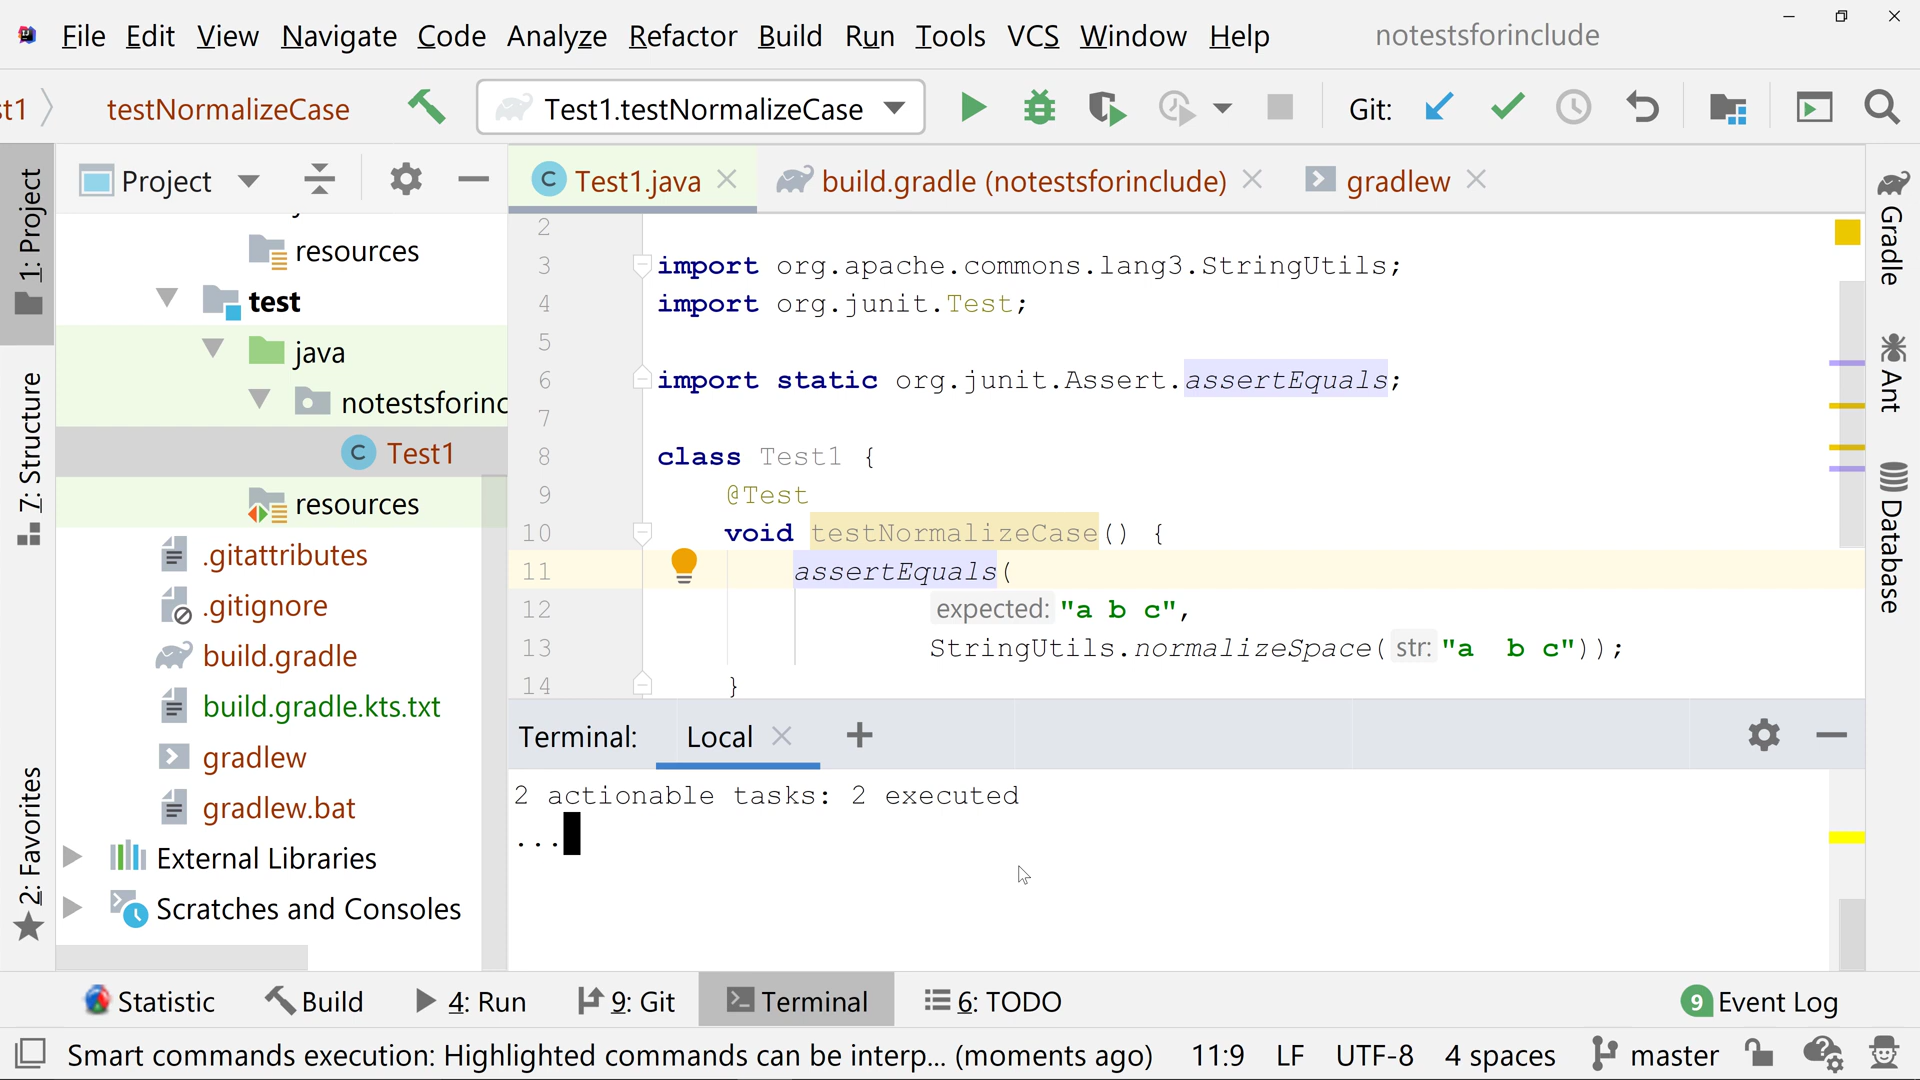 File Edit View Navigate Code Analyze Refactor Build Run Tools VCS Window Help notestsforinclude
st1 testNormalizeCase Test1.testNormalizeCase Git:
1: Project
7: Structure
2: Favorites
Project
resources
test
java
notestsforinc
Test1
resources
.gitattributes
.gitignore
build.gradle
build.gradle.kts.txt
gradlew
gradlew.bat
External Libraries
Scratches and Consoles
Test1.java build.gradle (notestsforinclude) gradlew
2
3 import org.apache.commons.lang3.StringUtils;
4 import org.junit.Test;
5
6 import static org.junit.Assert.assertEquals;
7
8 class Test1 {
9 @Test
10 void testNormalizeCase() {
11 assertEquals(
12 expected: "a b c",
13 StringUtils.normalizeSpace( str: "a  b c"));
14 }
Terminal: Local +
2 actionable tasks: 2 executed
...
Gradle
Ant
Database
Statistic Build 4: Run 9: Git Terminal 6: TODO 9 Event Log
Smart commands execution: Highlighted commands can be interp... (moments ago) 11:9 LF UTF-8 4 spaces master